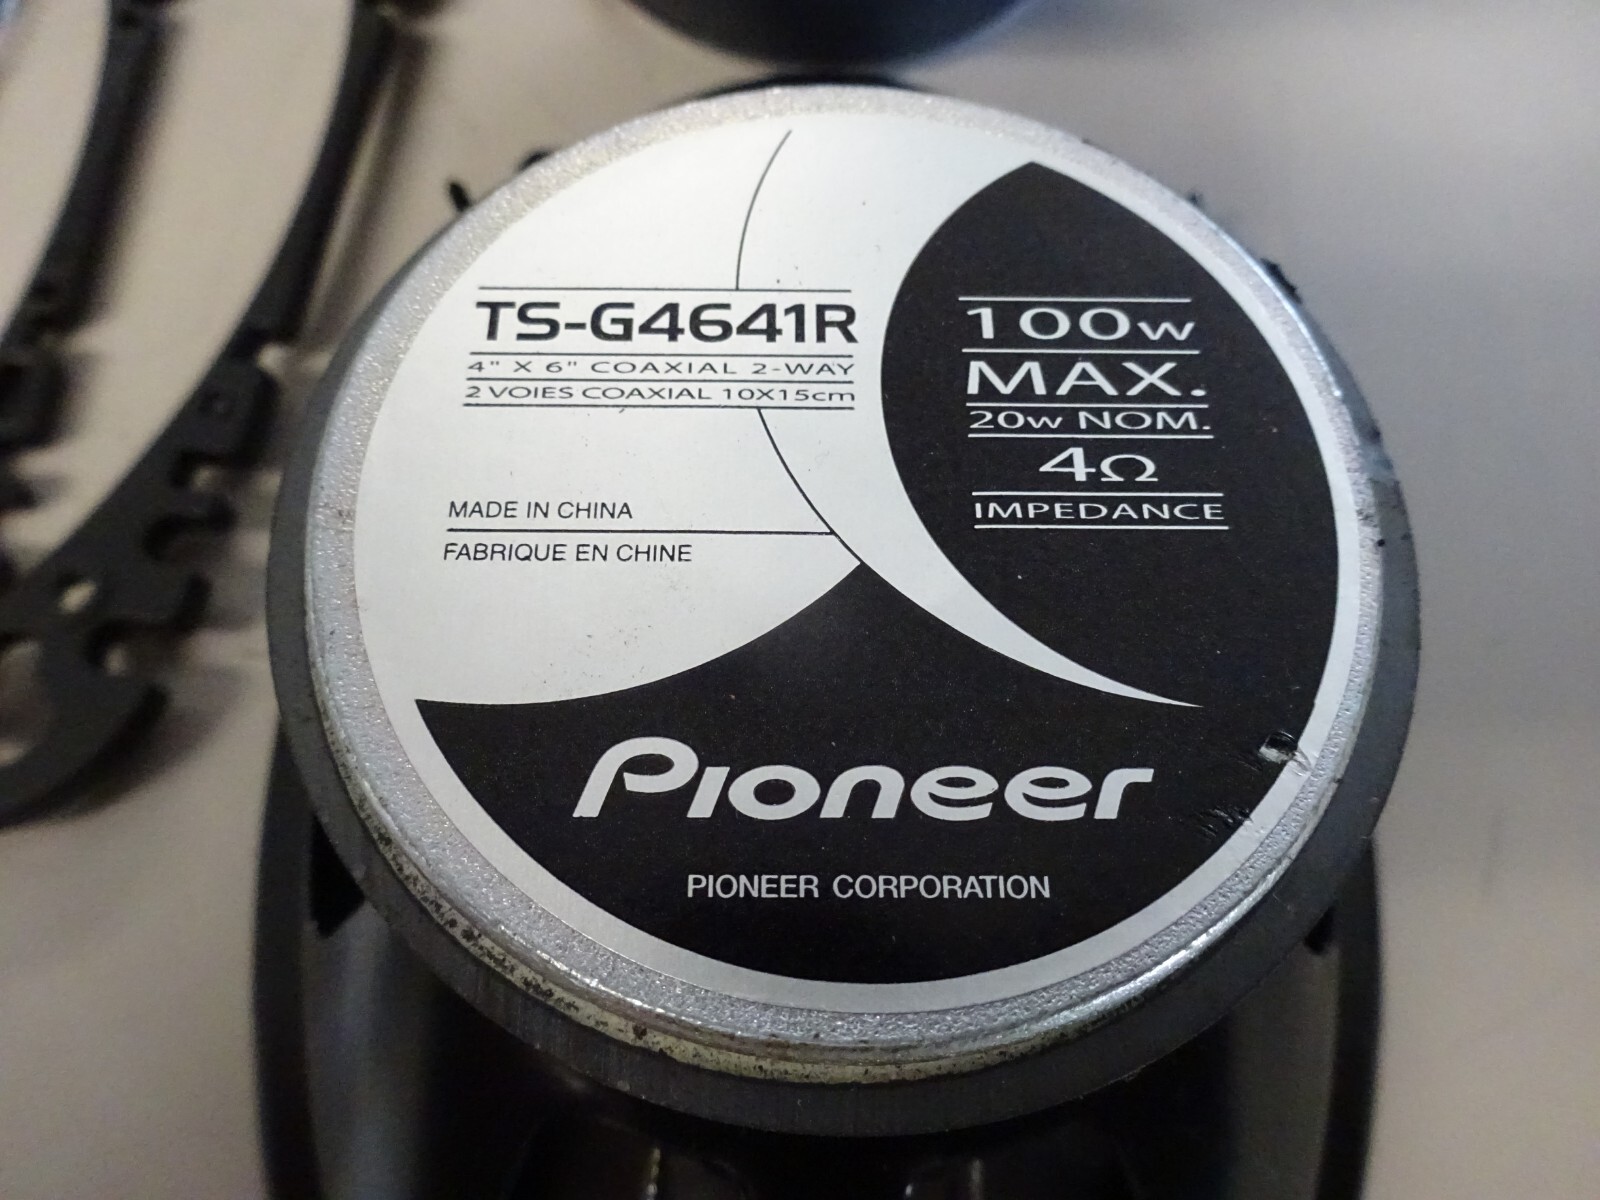 TS-G4641R
4" X 6" COAXIAL 2-WAY
2 VOIES COAXIAL 10X15cm
MADE IN CHINA
FABRIQUE EN CHINE
100w
MAX.
20w NOM.
4Ω
IMPEDANCE
Pioneer
PIONEER CORPORATION